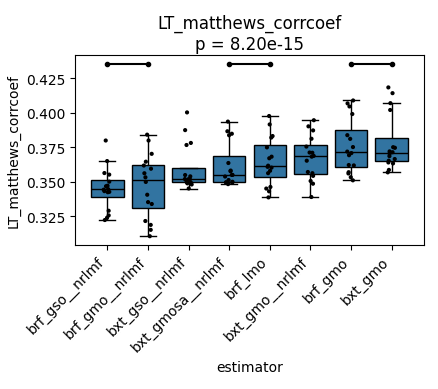 LT_matthews_corrcoef
p = 8.20e-15
LT_matthews_corrcoef
0.425
0.400
0.375
0.350
0.325
brf_gso__nrlmf
brf_gmo__nrlmf
bxt_gso__nrlmf
bxt_gmosa__nrlmf
brf_lmo
bxt_gmo__nrlmf
brf_gmo
bxt_gmo
estimator